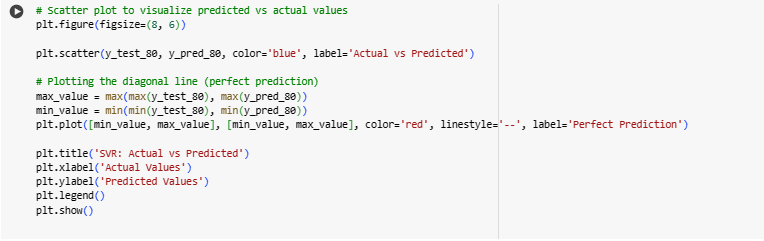 # Scatter plot to visualize predicted vs actual values
plt.figure(figsize=(8, 6))
plt.scatter(y_test_80, y_pred_80, color='blue', label='Actual vs Predicted')
# Plotting the diagonal line (perfect prediction)
max_value = max(max(y_test_80), max(y_pred_80))
min_value = min(min(y_test_80), min(y_pred_80))
plt.plot([min_value, max_value], [min_value, max_value], color='red', linestyle='--', label='Perfect Prediction')
plt.title('SVR: Actual vs Predicted')
plt.xlabel('Actual Values')
plt.ylabel('Predicted Values')
plt.legend()
plt.show()